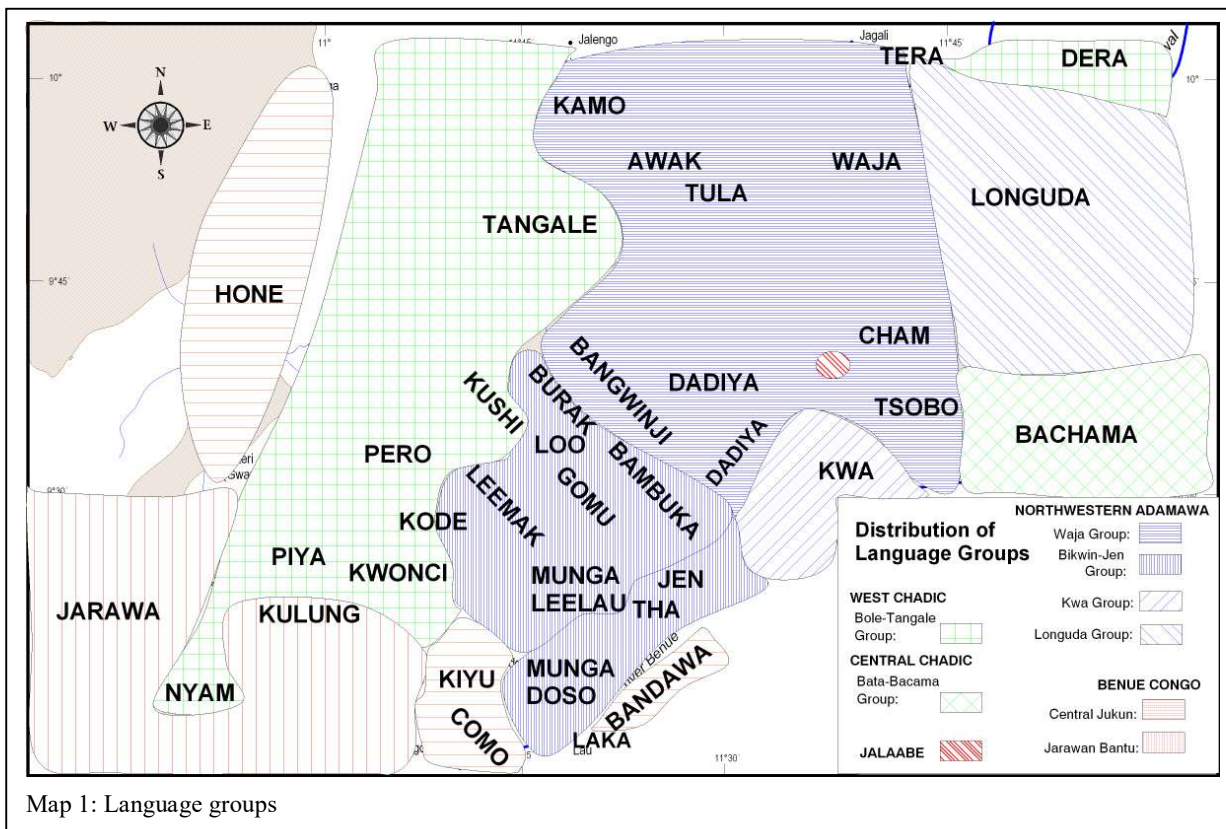 11°
11°45'
Jalengo
Jagali
11°45
TERA
DERA
val
10°
10°
N
W
E
S
KAMO
AWAK
WAJA
TULA
LONGUDA
TANGALE
9°45'
HONE
CHAM
BANGWINJI
BURAK
KUSHI
DADIYA
TSOBO
BACHAMA
LOO
PERO
DADIYA
KWA
BAMBUKA
GOMU
LEEMAK
9°30'
KODE
PIYA
KWONCI
MUNGA
LEELAU
JEN
THA
JARAWA
KULUNG
NYAM
KIYU
COMO
MUNGA
DOSO
River Benue
BANDAWA
LAKA
Lau
11°30'
Distribution of
Language Groups
WEST CHADIC
Bole-Tangale
Group:
CENTRAL CHADIC
Bata-Bacama
Group:
JALAABE
NORTHWESTERN ADAMAWA
Waja Group:
Bikwin-Jen
Group:
Kwa Group:
Longuda Group:
BENUE CONGO
Central Jukun:
Jarawan Bantu:
Map 1: Language groups